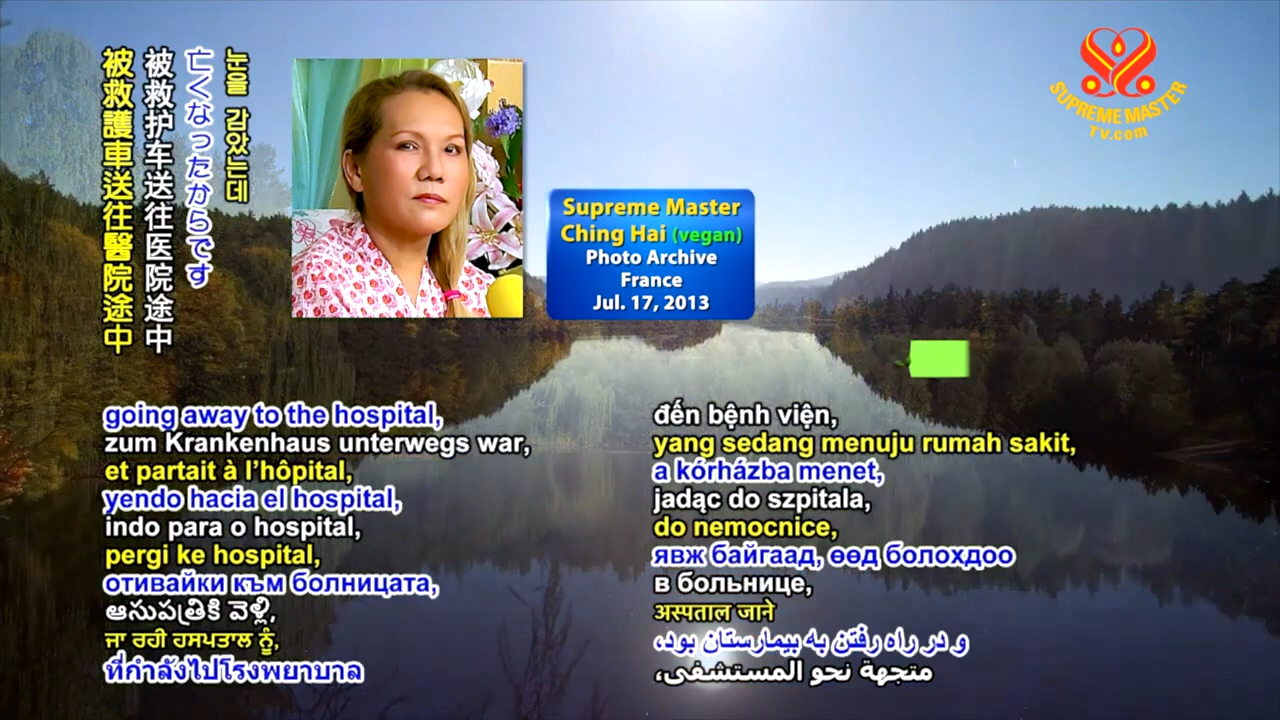 눈을 감았는데
亡くなったからです
被救护车送往医院途中
被救護車送往醫院途中
Supreme Master
Ching Hai (vegan)
Photo Archive
France
Jul. 17, 2013
SUPREME MASTER
TV.com
going away to the hospital,
zum Krankenhaus unterwegs war,
et partait à l’hôpital,
yendo hacia el hospital,
indo para o hospital,
pergi ke hospital,
отивайки към болницата,
ఆసుపత్రికి వెళ్లి,
ਜਾ ਰਹੀ ਹਸਪਤਾਲ ਨੂੰ,
ที่กำลังไปโรงพยาบาล
đến bệnh viện,
yang sedang menuju rumah sakit,
a kórházba menet,
jadąc do szpitala,
do nemocnice,
явж байгаад, өөд болохдоо
в больнице,
अस्पताल जाने
و در راه رفتن به بیمارستان بود،
متجهة نحو المستشفى،